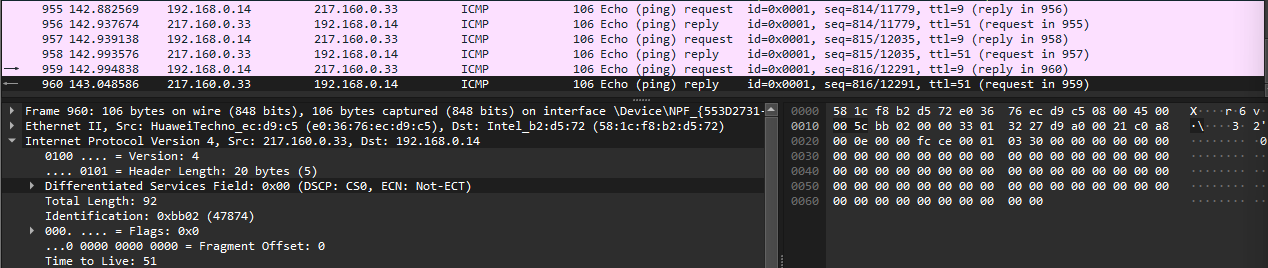 955 142.882569 192.168.0.14 217.160.0.33 ICMP 106 Echo (ping) request id=0x0001, seq=814/11779, ttl=9 (reply in 956)
956 142.937674 217.160.0.33 192.168.0.14 ICMP 106 Echo (ping) reply id=0x0001, seq=814/11779, ttl=51 (request in 955)
957 142.939138 192.168.0.14 217.160.0.33 ICMP 106 Echo (ping) request id=0x0001, seq=815/12035, ttl=9 (reply in 958)
958 142.993576 217.160.0.33 192.168.0.14 ICMP 106 Echo (ping) reply id=0x0001, seq=815/12035, ttl=51 (request in 957)
959 142.994838 192.168.0.14 217.160.0.33 ICMP 106 Echo (ping) request id=0x0001, seq=816/12291, ttl=9 (reply in 960)
960 143.048586 217.160.0.33 192.168.0.14 ICMP 106 Echo (ping) reply id=0x0001, seq=816/12291, ttl=51 (request in 959)
Frame 960: 106 bytes on wire (848 bits), 106 bytes captured (848 bits) on interface \Device\NPF_{553D2731-
Ethernet II, Src: HuaweiTechno_ec:d9:c5 (e0:36:76:ec:d9:c5), Dst: Intel_b2:d5:72 (58:1c:f8:b2:d5:72)
Internet Protocol Version 4, Src: 217.160.0.33, Dst: 192.168.0.14
0100 .... = Version: 4
.... 0101 = Header Length: 20 bytes (5)
Differentiated Services Field: 0x00 (DSCP: CS0, ECN: Not-ECT)
Total Length: 92
Identification: 0xbb02 (47874)
000. .... = Flags: 0x0
...0 0000 0000 0000 = Fragment Offset: 0
Time to Live: 51
0000 58 1c f8 b2 d5 72 e0 36 76 ec d9 c5 08 00 45 00 X····r·6 v·
0010 00 5c bb 02 00 00 33 01 32 27 d9 a0 00 21 c0 a8 ·\····3· 2'
0020 00 0e 00 00 fc ce 00 01 03 30 00 00 00 00 00 00 ········ ·0
0030 00 00 00 00 00 00 00 00 00 00 00 00 00 00 00 00 ········ ··
0040 00 00 00 00 00 00 00 00 00 00 00 00 00 00 00 00 ········ ··
0050 00 00 00 00 00 00 00 00 00 00 00 00 00 00 00 00 ········ ··
0060 00 00 00 00 00 00 00 00 00 00 ········ ··